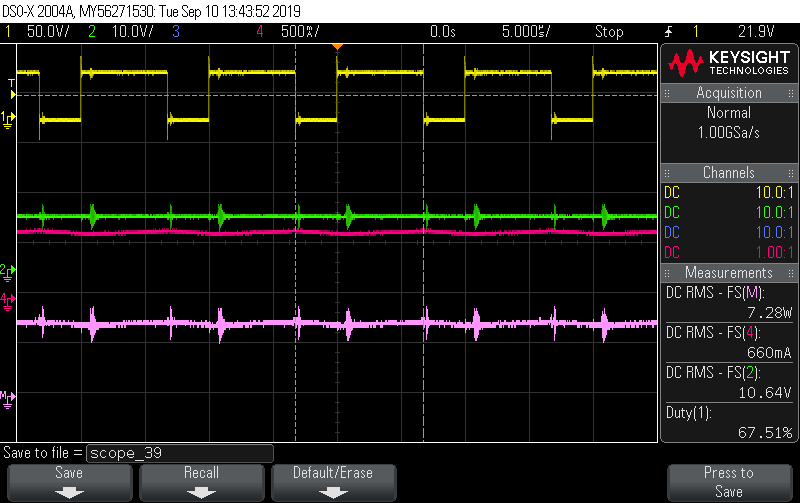 DSO-X 2004A, MY56271530: Tue Sep 10 13:43:52 2019
1 50.0V/ 2 10.0V/ 3 4 500%/ 0.0s 5.000%/ Stop 1 21.9V
KEYSIGHT
TECHNOLOGIES
Acquisition
Normal
1.00GSa/s
Channels
DC 10.0:1
DC 10.0:1
DC 10.0:1
DC 1.00:1
Measurements
DC RMS - FS(M):
7.28W
DC RMS - FS(4):
660mA
DC RMS - FS(2):
10.64V
Duty(1):
67.51%
T
1
2
4
M
Save to file = scope_39
Save
Recall
Default/Erase
Press to
Save